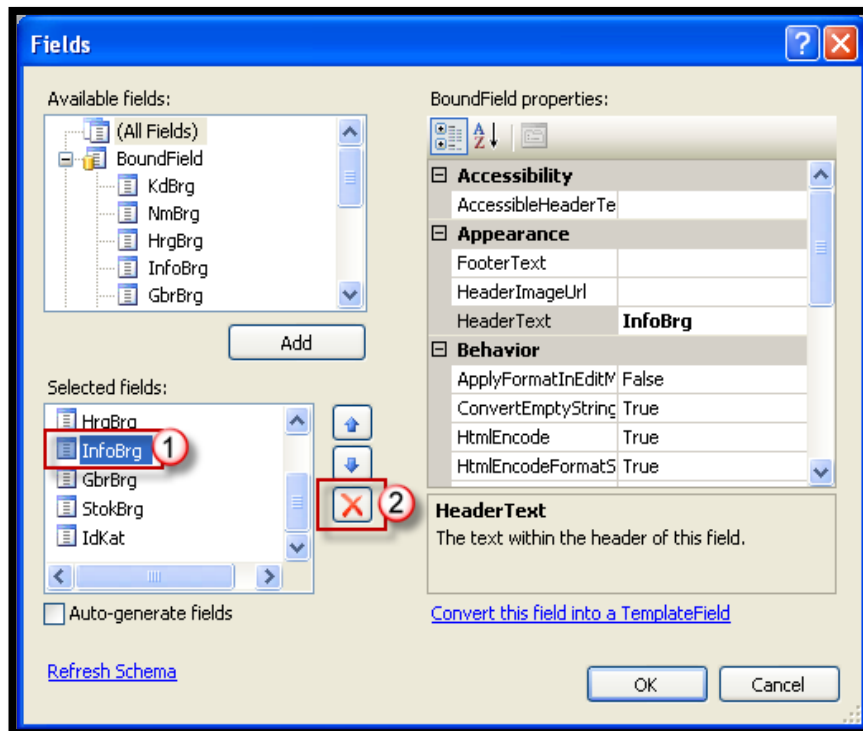 Fields
Available fields:
(All Fields)
BoundField
KdBrg
NmBrg
HrgBrg
InfoBrg
GbrBrg
Add
Selected fields:
HrgBrg
InfoBrg
1
GbrBrg
StokBrg
IdKat
2
Auto-generate fields
Refresh Schema
BoundField properties:
Accessibility
AccessibleHeaderTe
Appearance
FooterText
HeaderImageUrl
HeaderText InfoBrg
Behavior
ApplyFormatInEditM False
ConvertEmptyString True
HtmlEncode True
HtmlEncodeFormatS True
HeaderText
The text within the header of this field.
Convert this field into a TemplateField
OK
Cancel